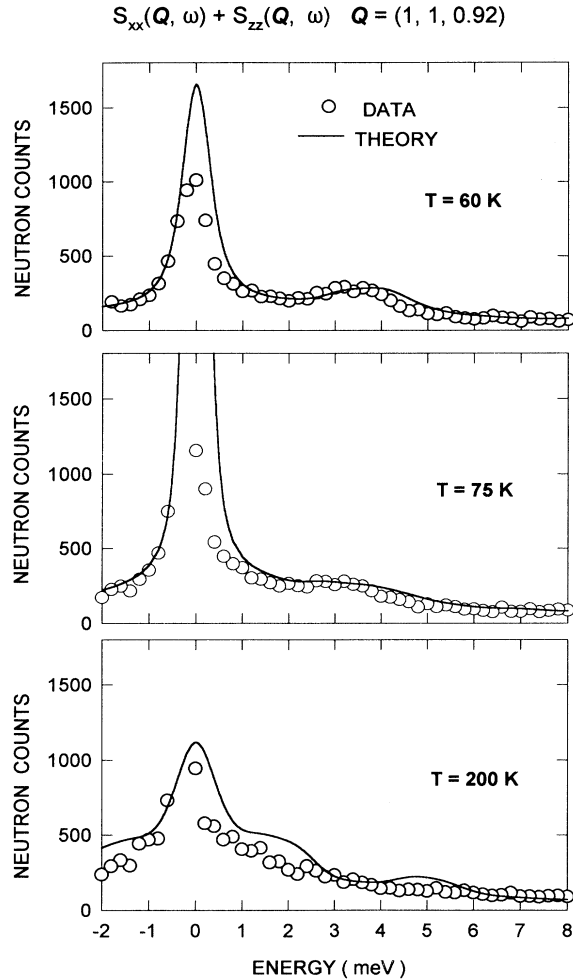 Sxx(Q, ω) + Szz(Q, ω) Q = (1, 1, 0.92)
1500
1000
500
0
NEUTRON COUNTS
DATA
THEORY
T = 60 K
1500
1000
500
0
NEUTRON COUNTS
T = 75 K
1500
1000
500
0
NEUTRON COUNTS
T = 200 K
-2 -1 0 1 2 3 4 5 6 7 8
ENERGY ( meV )